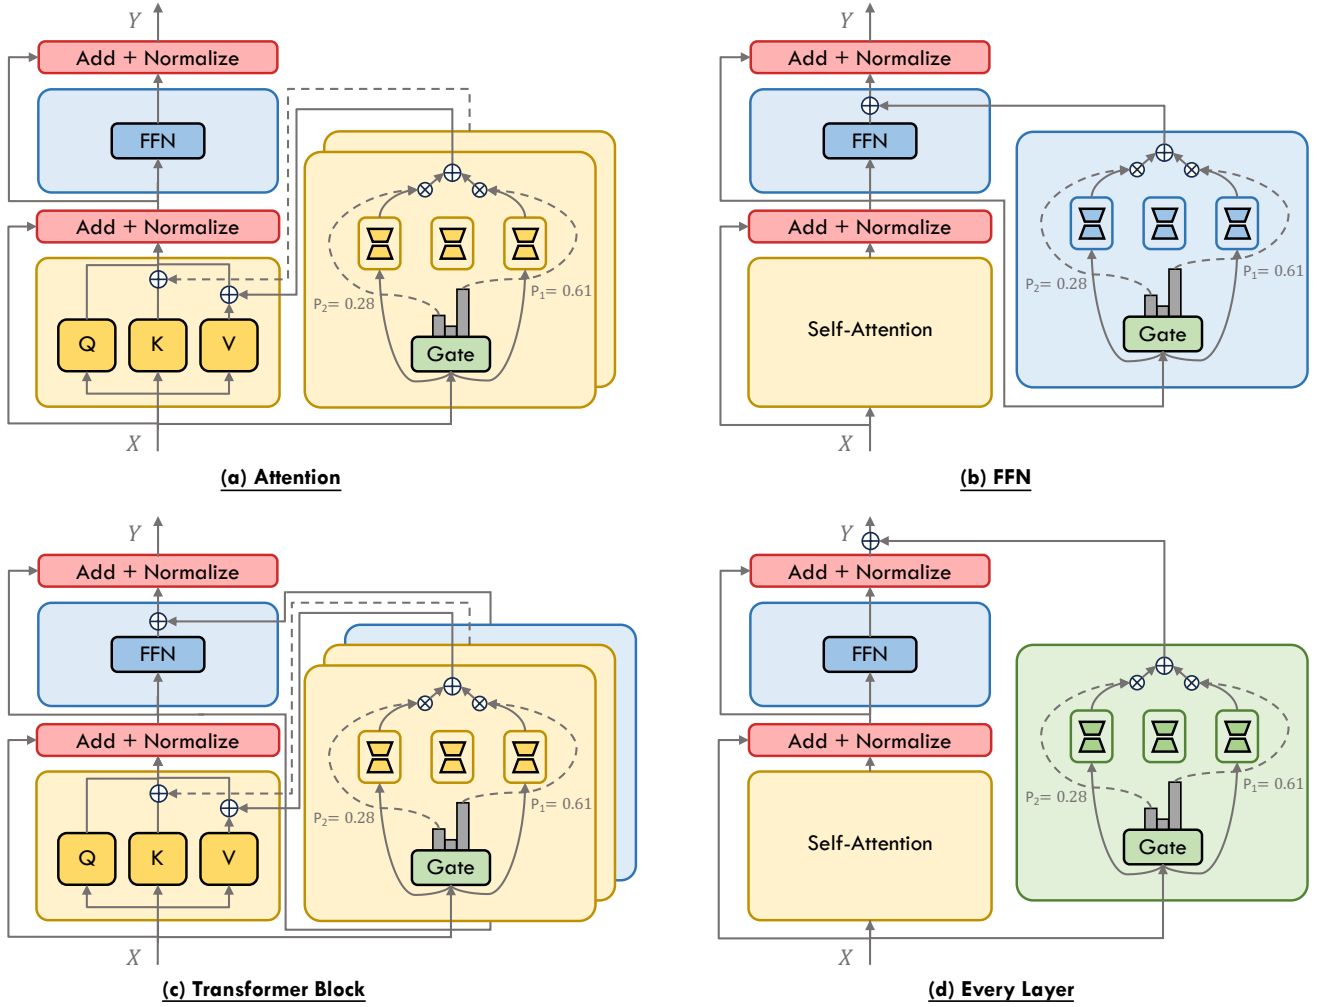 Y
Add + Normalize
FFN
Add + Normalize
P₂= 0.28
P₁= 0.61
Q K V
Gate
X
(a) Attention
Y
Add + Normalize
FFN
Add + Normalize
P₂= 0.28
P₁= 0.61
Self-Attention
Gate
X
(b) FFN
Y
Add + Normalize
FFN
Add + Normalize
P₂= 0.28
P₁= 0.61
Q K V
Gate
X
(c) Transformer Block
Y
Add + Normalize
FFN
Add + Normalize
P₂= 0.28
P₁= 0.61
Self-Attention
Gate
X
(d) Every Layer